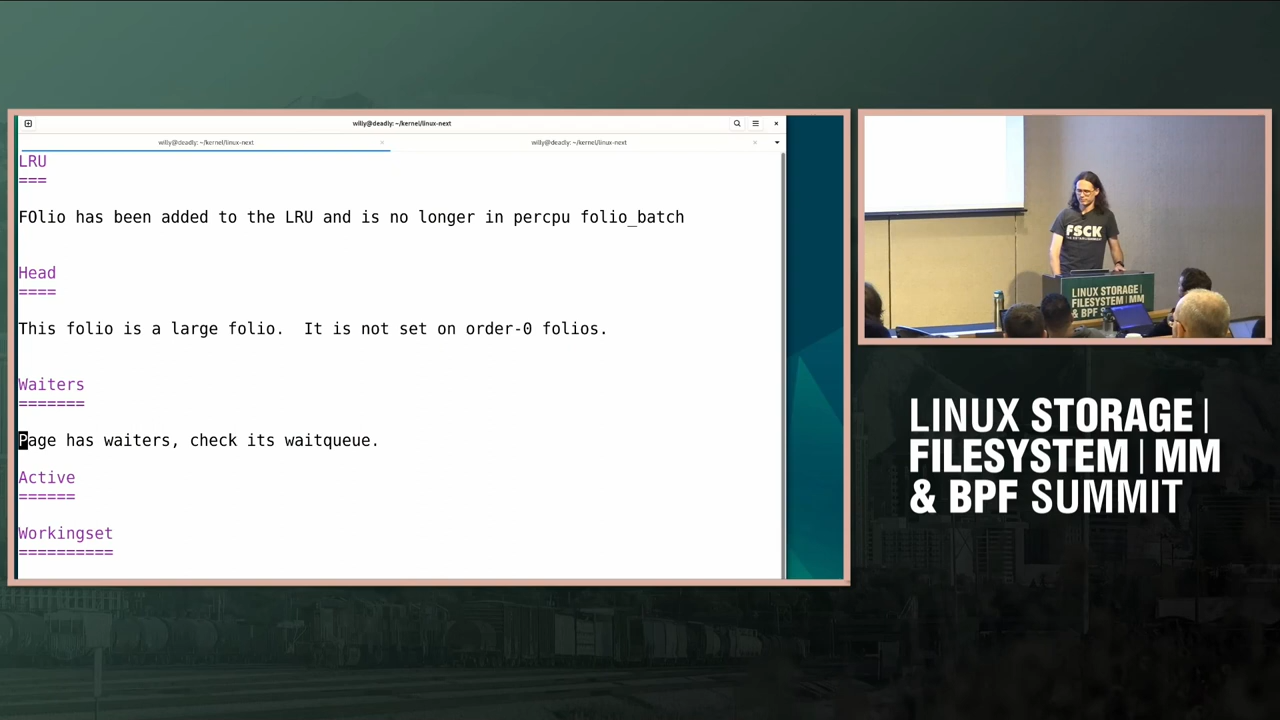 willy@deadly: ~/kernel/linux-next
willy@deadly: ~/kernel/linux-next
willy@deadly: ~/kernel/linux-next
LRU
===
FOlio has been added to the LRU and is no longer in percpu folio_batch
Head
====
This folio is a large folio.  It is not set on order-0 folios.
Waiters
=======
Page has waiters, check its waitqueue.
Active
======
Workingset
==========
FSCK
LINUX STORAGE |
FILESYSTEM | MM
& BPF SUMMIT
LINUX STORAGE |
FILESYSTEM | MM
& BPF SUMMIT